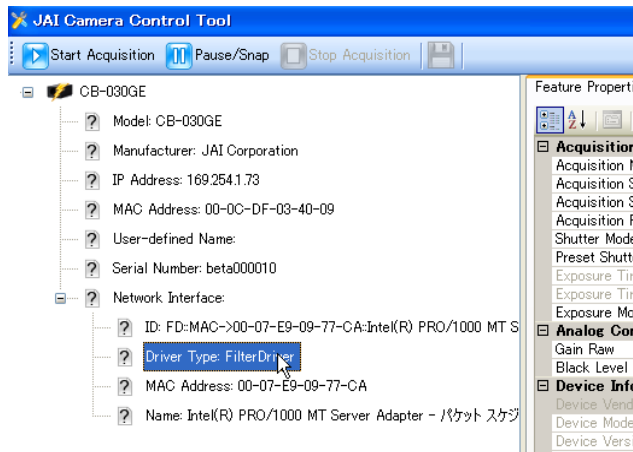 JAI Camera Control Tool
Start Acquisition Pause/Snap Stop Acquisition
CB-030GE
Model: CB-030GE
Manufacturer: JAI Corporation
IP Address: 169.254.1.73
MAC Address: 00-0C-DF-03-40-09
User-defined Name:
Serial Number: beta000010
Network Interface:
ID: FD::MAC->00-07-E9-09-77-CA::Intel(R) PRO/1000 MT S
Driver Type: FilterDriver
MAC Address: 00-07-E9-09-77-CA
Name: Intel(R) PRO/1000 MT Server Adapter - パケット スケジ
Feature Properti
Acquisition
Acquisition
Acquisition S
Acquisition S
Acquisition
Shutter Mode
Preset Shutt
Exposure Tir
Exposure Tir
Exposure Mo
Analog Cor
Gain Raw
Black Level
Device Info
Device Vend
Device Mode
Device Versi